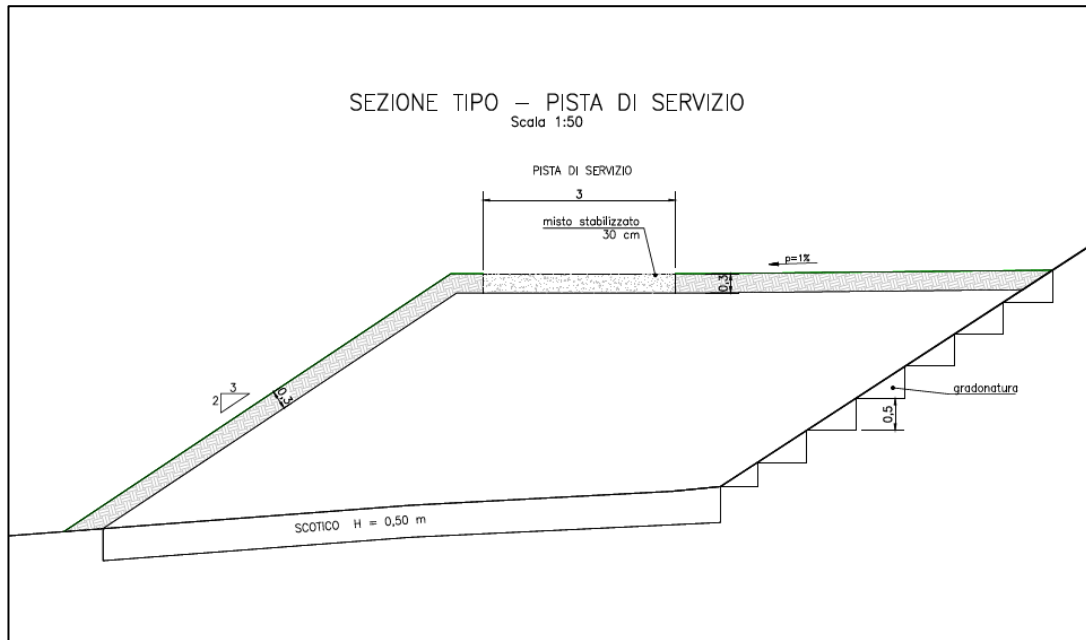 SEZIONE TIPO – PISTA DI SERVIZIO
Scala 1:50
PISTA DI SERVIZIO
3
misto stabilizzato
30 cm
p=1%
0,3
3
2
0,3
gradonatura
0,5
SCOTICO H = 0,50 m